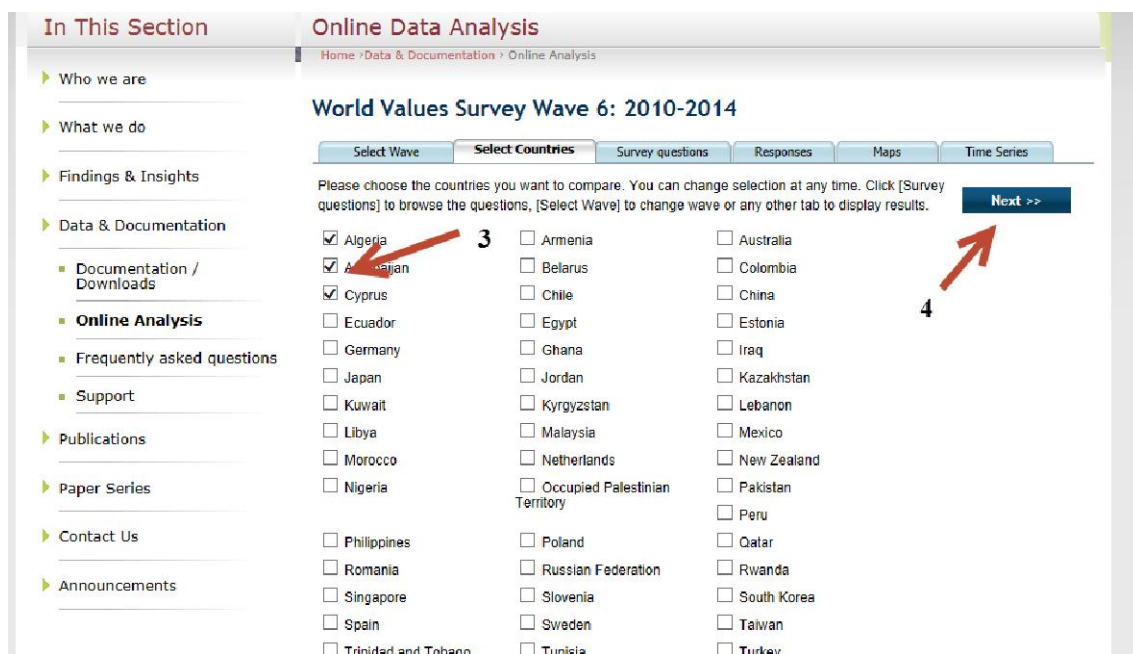 In This Section
Who we are
What we do
Findings & Insights
Data & Documentation
Documentation /
Downloads
Online Analysis
Frequently asked questions
Support
Publications
Paper Series
Contact Us
Announcements
Online Data Analysis
Home › Data & Documentation › Online Analysis
World Values Survey Wave 6: 2010-2014
Select Wave Select Countries Survey questions Responses Maps Time Series
Please choose the countries you want to compare. You can change selection at any time. Click [Survey
questions] to browse the questions, [Select Wave] to change wave or any other tab to display results.
Next >>
Algeria 3 Armenia Australia
Belarus Colombia
Cyprus Chile China
4
Ecuador Egypt Estonia
Germany Ghana Iraq
Japan Jordan Kazakhstan
Kuwait Kyrgyzstan Lebanon
Libya Malaysia Mexico
Morocco Netherlands New Zealand
Nigeria Occupied Palestinian Pakistan
Territory
Peru
Philippines Poland Qatar
Romania Russian Federation Rwanda
Singapore Slovenia South Korea
Spain Sweden Taiwan
Trinidad and Tobago Tunisia Turkey